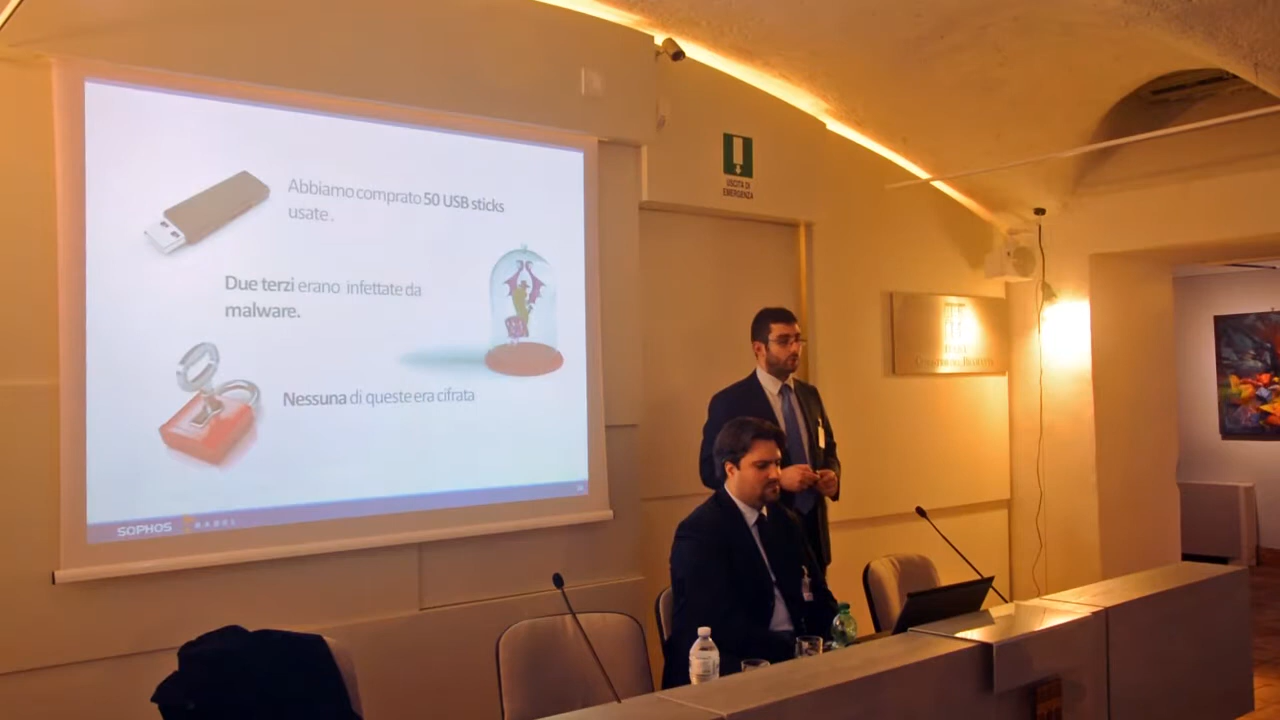 Abbiamo comprato 50 USB sticks
usate .
Due terzi erano infettate da
malware.
Nessuna di queste era cifrata
SOPHOS
USCITA DI
EMERGENZA